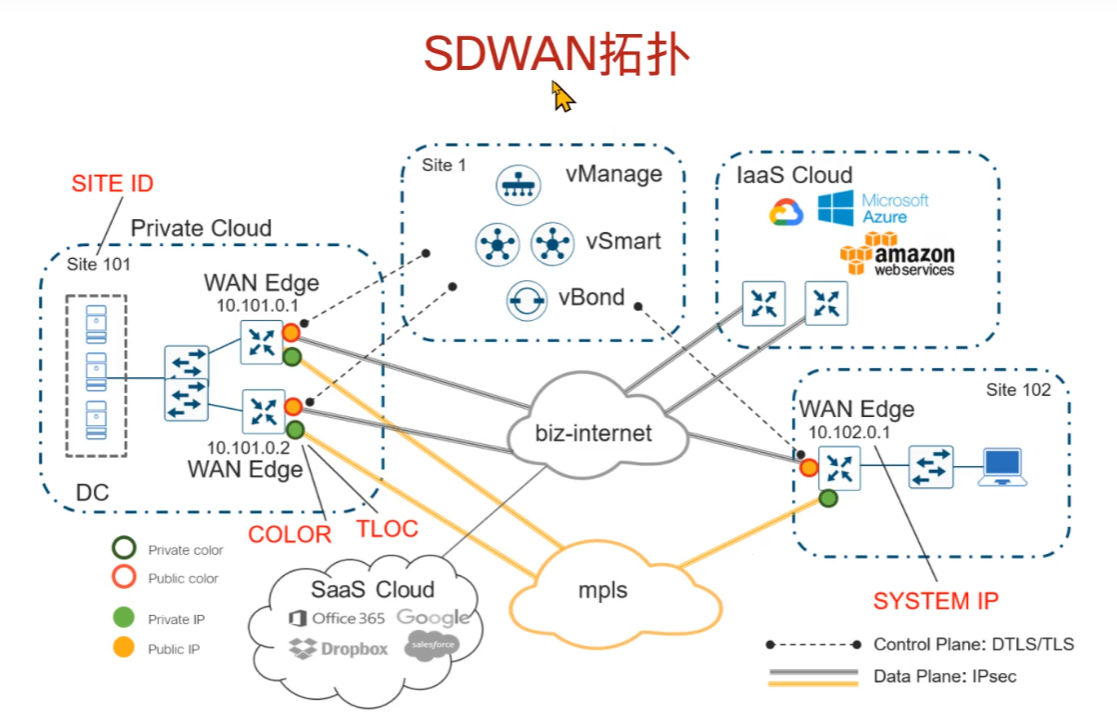 SDWAN拓扑
SITE ID
Private Cloud
Site 101
WAN Edge
10.101.0.1
10.101.0.2
WAN Edge
DC
COLOR
TLOC
Site 1
vManage
vSmart
vBond
IaaS Cloud
Microsoft
Azure
amazon
web services
biz-internet
mpls
Site 102
WAN Edge
10.102.0.1
SYSTEM IP
SaaS Cloud
Office 365
Google
Dropbox
salesforce
Private color
Public color
Private IP
Public IP
Control Plane: DTLS/TLS
Data Plane: IPsec